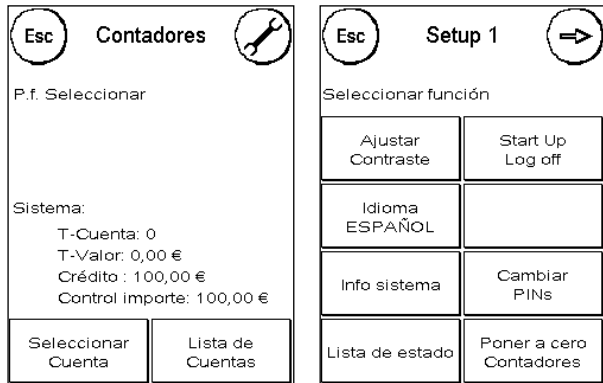 Esc
Contadores
P.f. Seleccionar
Sistema:
T-Cuenta: 0
T-Valor: 0,00 €
Crédito : 100,00 €
Control importe: 100,00 €
Seleccionar
Cuenta
Lista de
Cuentas
Esc
Setup 1
Seleccionar función
Ajustar
Contraste
Start Up
Log off
Idioma
ESPAÑOL
Info sistema
Cambiar
PINs
Lista de estado
Poner a cero
Contadores